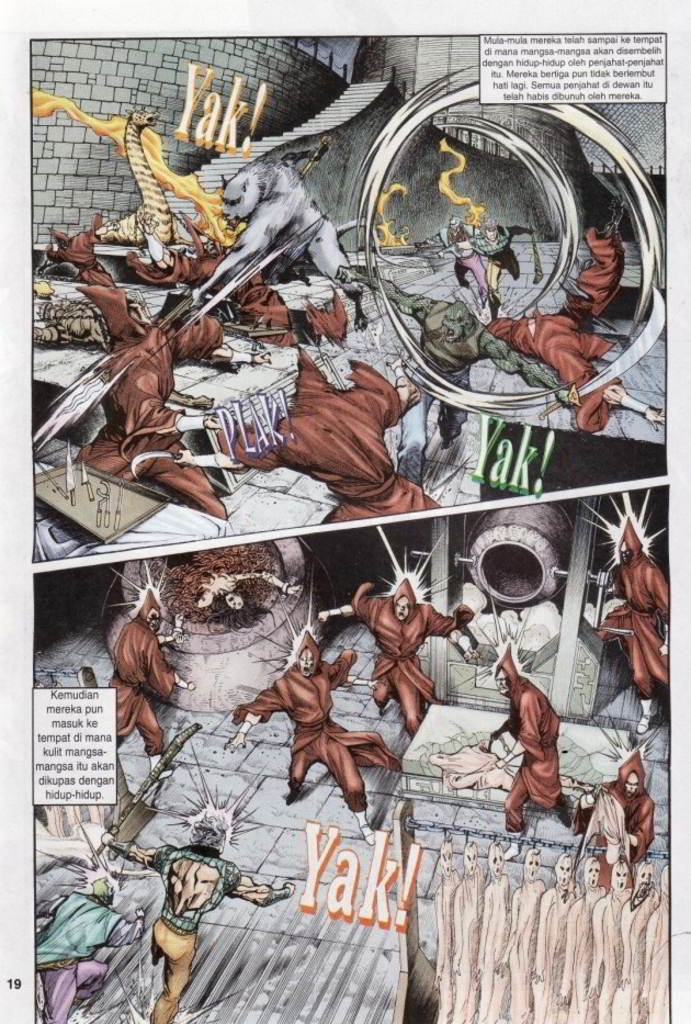 Mula-mula mereka telah sampai ke tempat
di mana mangsa-mangsa akan disembelih
dengan hidup-hidup oleh penjahat-penjahat
itu. Mereka bertiga pun tidak berlembut
hati lagi. Semua penjahat di dewan itu
telah habis dibunuh oleh mereka.
Yak!
PLAK!
Yak!
Kemudian
mereka pun
masuk ke
tempat di mana
kulit mangsa-
mangsa itu akan
dikupas dengan
hidup-hidup.
Yak!
19